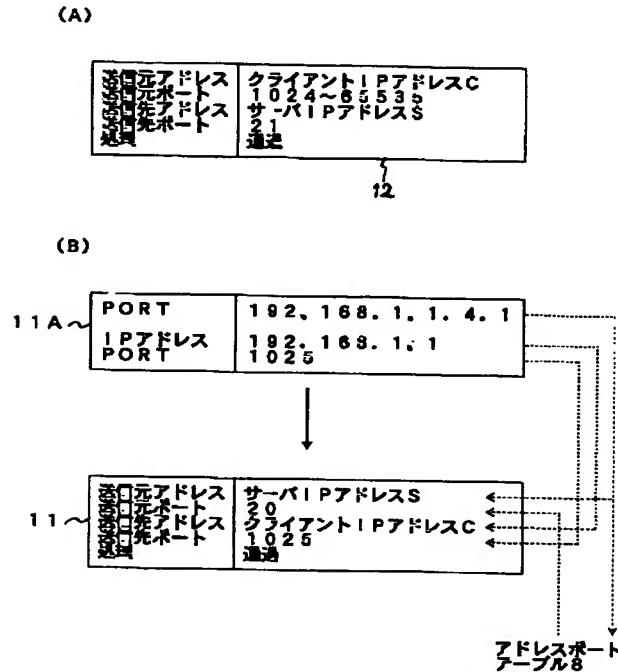 (A)
送信元アドレス クライアントIPアドレスC
送信元ポート 1024~65535
送信先アドレス サーバIPアドレスS
送信先ポート 21
処理 通過
12
(B)
11A
PORT 192、168.1.1.4.1
IPアドレス 192.168.1.1
PORT 1025
11
送信元アドレス サーバIPアドレスS
送信元ポート 20
送信先アドレス クライアントIPアドレスC
送信先ポート 1025
処理 通過
アドレスポート
テーブル8